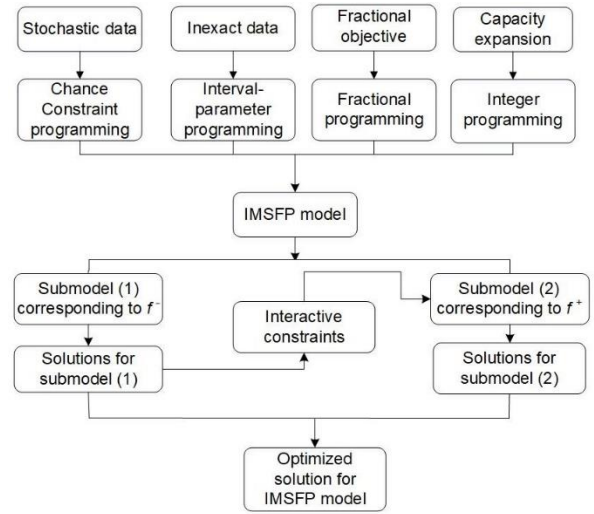 Stochastic data
Inexact data
Fractional
objective
Capacity
expansion
Chance
Constraint
programming
Interval-
parameter
programming
Fractional
programming
Integer
programming
IMSFP model
Submodel (1)
corresponding to f⁻
Interactive
constraints
Submodel (2)
corresponding to f⁺
Solutions for
submodel (1)
Solutions for
submodel (2)
Optimized
solution for
IMSFP model